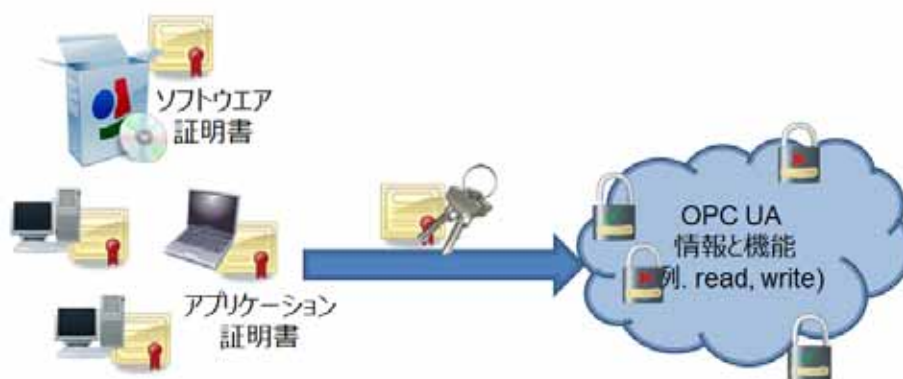 ソフトウエア
証明書
アプリケーション
証明書
OPC UA
情報と機能
例. read, write)